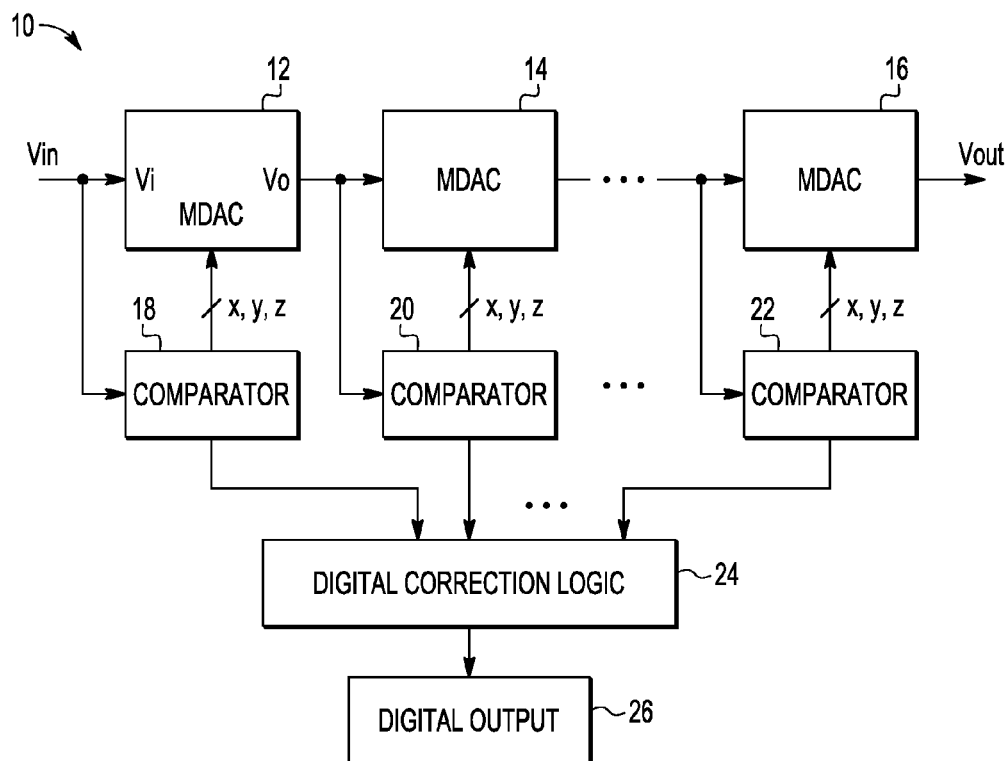 10
12
14
16
Vin
Vi
Vo
MDAC
MDAC
• • •
MDAC
Vout
18
x, y, z
20
x, y, z
22
x, y, z
COMPARATOR
COMPARATOR
• • •
COMPARATOR
• • •
DIGITAL CORRECTION LOGIC
24
DIGITAL OUTPUT
26